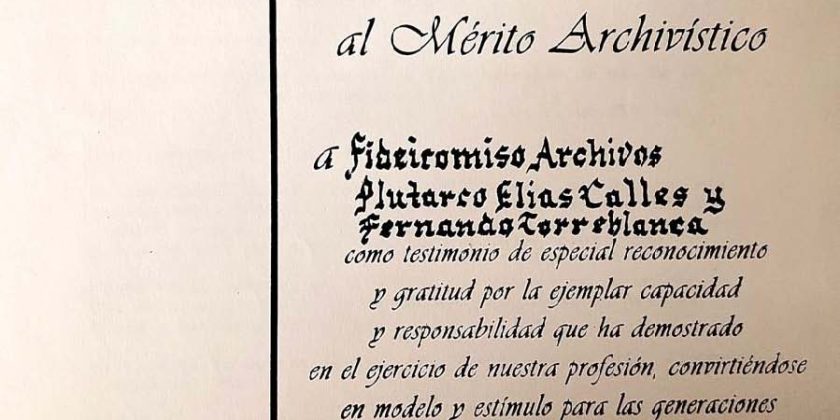 al Mérito Archivístico
a Fideicomiso Archivos
Plutarco Elias Calles y
Fernando Torreblanca
como testimonio de especial reconocimiento
y gratitud por la ejemplar capacidad
y responsabilidad que ha demostrado
en el ejercicio de nuestra profesión, convirtiéndose
en modelo y estímulo para las generaciones